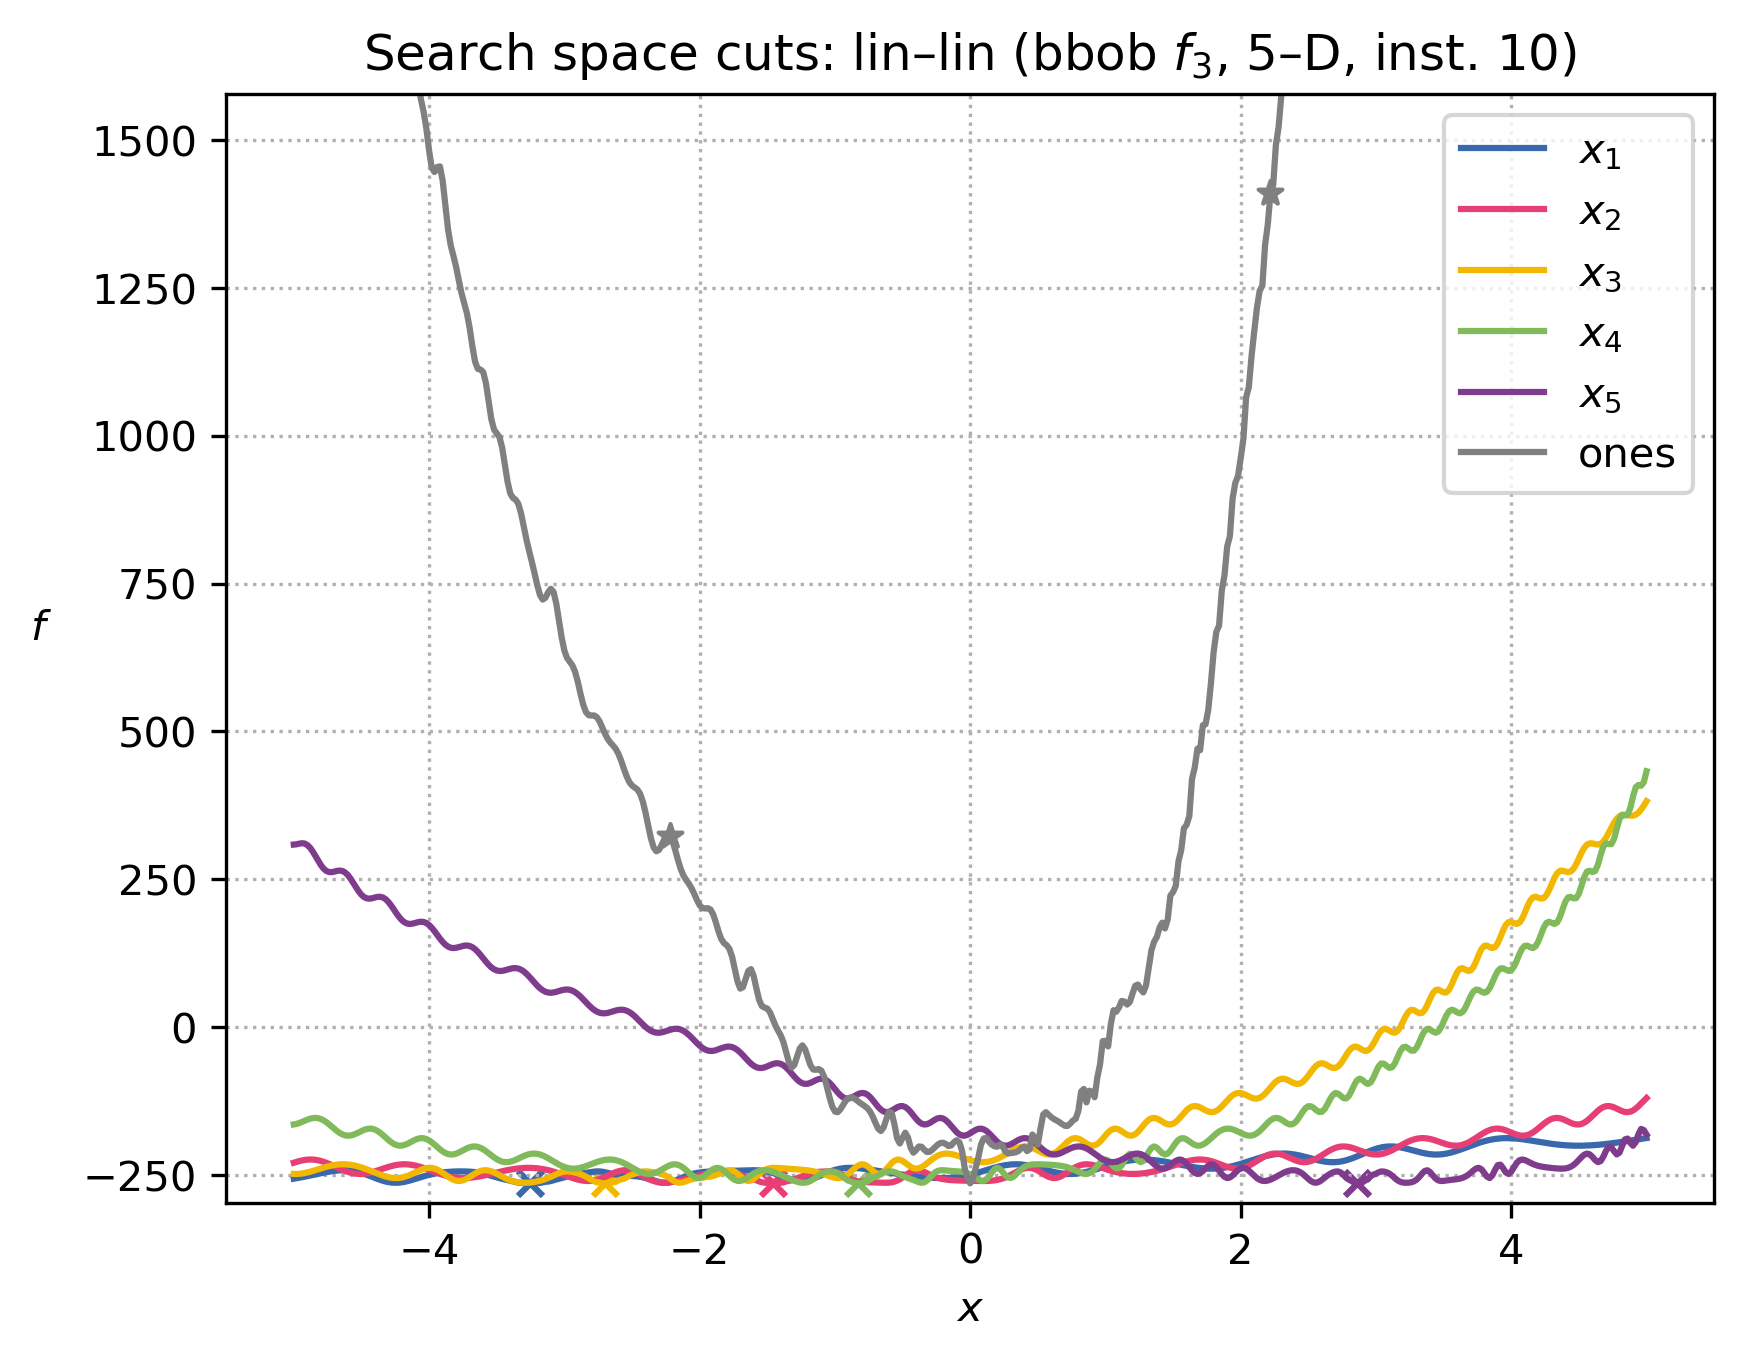 Search space cuts: lin–lin (bbob f₃, 5–D, inst. 10)
1500
1250
1000
750
500
250
0
−250
f
−4
−2
0
2
4
x
x₁
x₂
x₃
x₄
x₅
ones